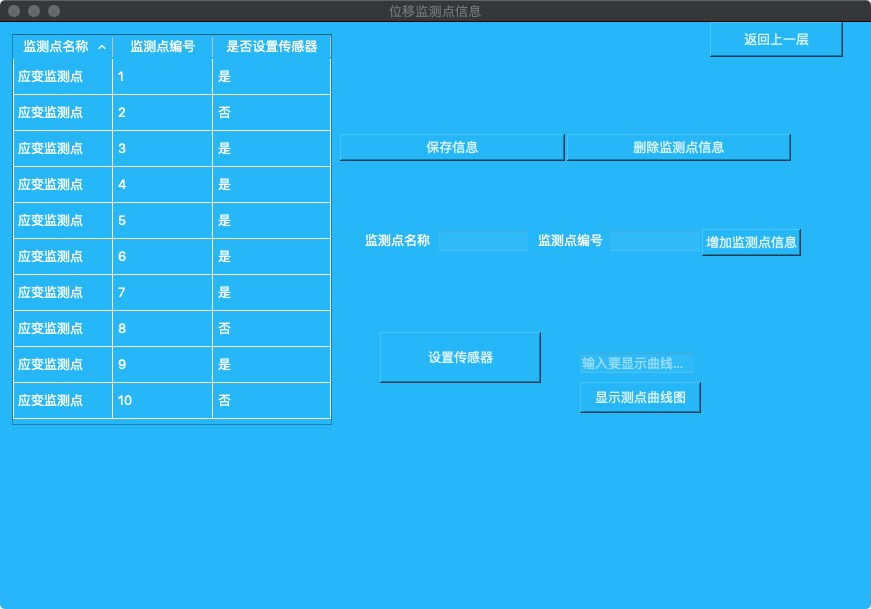 位移监测点信息
返回上一层
监测点名称 监测点编号 是否设置传感器
应变监测点 1 是
应变监测点 2 否
应变监测点 3 是
应变监测点 4 是
应变监测点 5 是
应变监测点 6 是
应变监测点 7 是
应变监测点 8 否
应变监测点 9 是
应变监测点 10 否
保存信息 删除监测点信息
监测点名称 监测点编号 增加监测点信息
设置传感器
输入要显示曲线...
显示测点曲线图